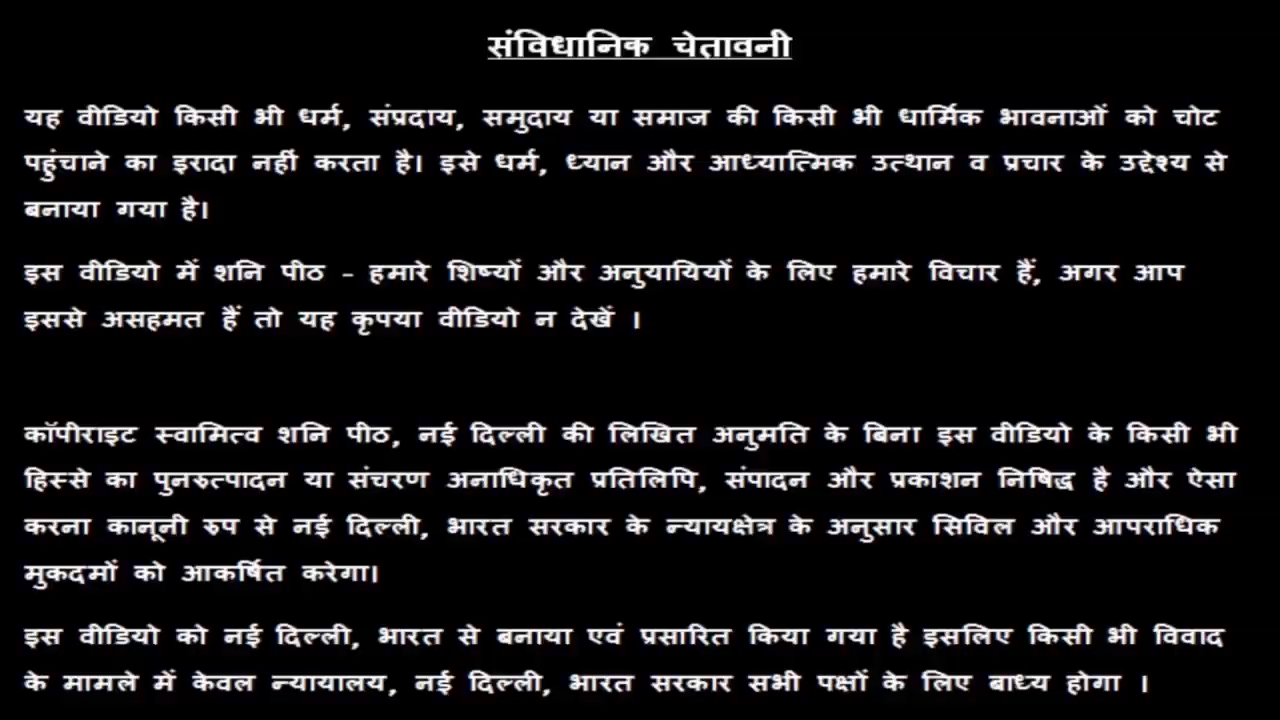 संविधानिक चेतावनी
यह वीडियो किसी भी धर्म, संप्रदाय, समुदाय या समाज की किसी भी धार्मिक भावनाओं को चोट
पहुंचाने का इरादा नहीं करता है। इसे धर्म, ध्यान और आध्यात्मिक उत्थान व प्रचार के उद्देश्य से
बनाया गया है।
इस वीडियो में शनि पीठ – हमारे शिष्यों और अनुयायियों के लिए हमारे विचार हैं, अगर आप
इससे असहमत हैं तो यह कृपया वीडियो न देखें ।
कॉपीराइट स्वामित्व शनि पीठ, नई दिल्ली की लिखित अनुमति के बिना इस वीडियो के किसी भी
हिस्से का पुनरुत्पादन या संचरण अनाधिकृत प्रतिलिपि, संपादन और प्रकाशन निषिद्ध है और ऐसा
करना कानूनी रुप से नई दिल्ली, भारत सरकार के न्यायक्षेत्र के अनुसार सिविल और आपराधिक
मुकदमों को आकर्षित करेगा।
इस वीडियो को नई दिल्ली, भारत से बनाया एवं प्रसारित किया गया है इसलिए किसी भी विवाद
के मामले में केवल न्यायालय, नई दिल्ली, भारत सरकार सभी पक्षों के लिए बाध्य होगा ।